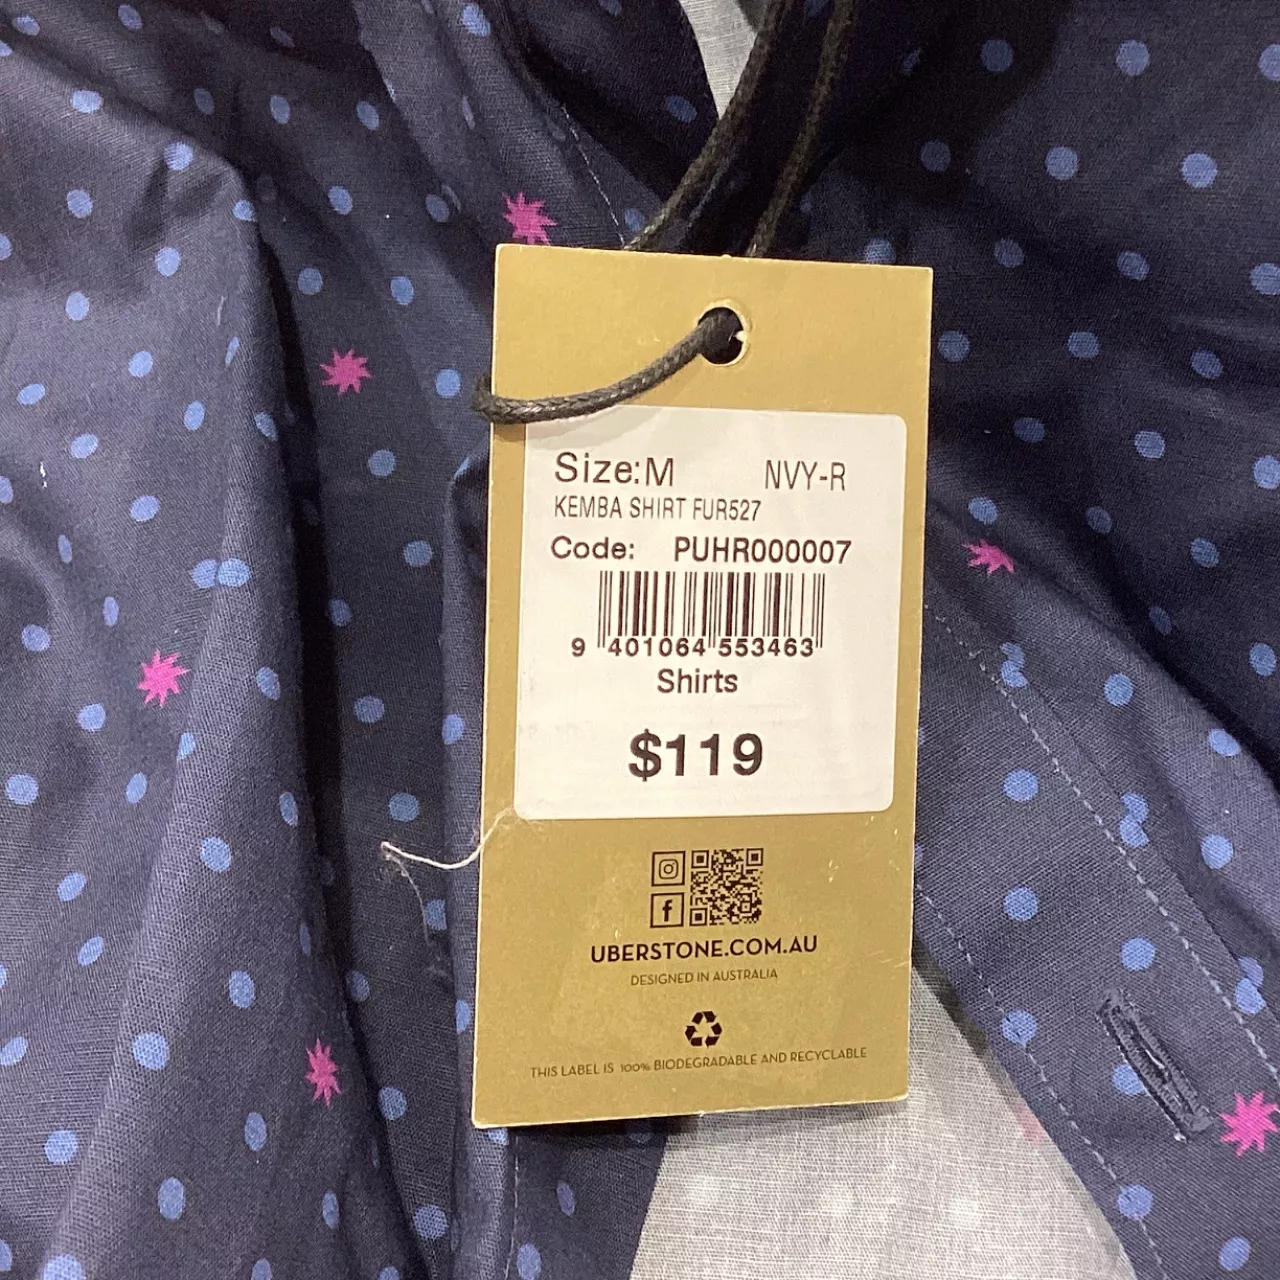 Size:M NVY-R
KEMBA SHIRT FUR527
Code: PUHR000007
9 401064 553463
Shirts
$119
UBERSTONE.COM.AU
DESIGNED IN AUSTRALIA
THIS LABEL IS 100% BIODEGRADABLE AND RECYCLABLE